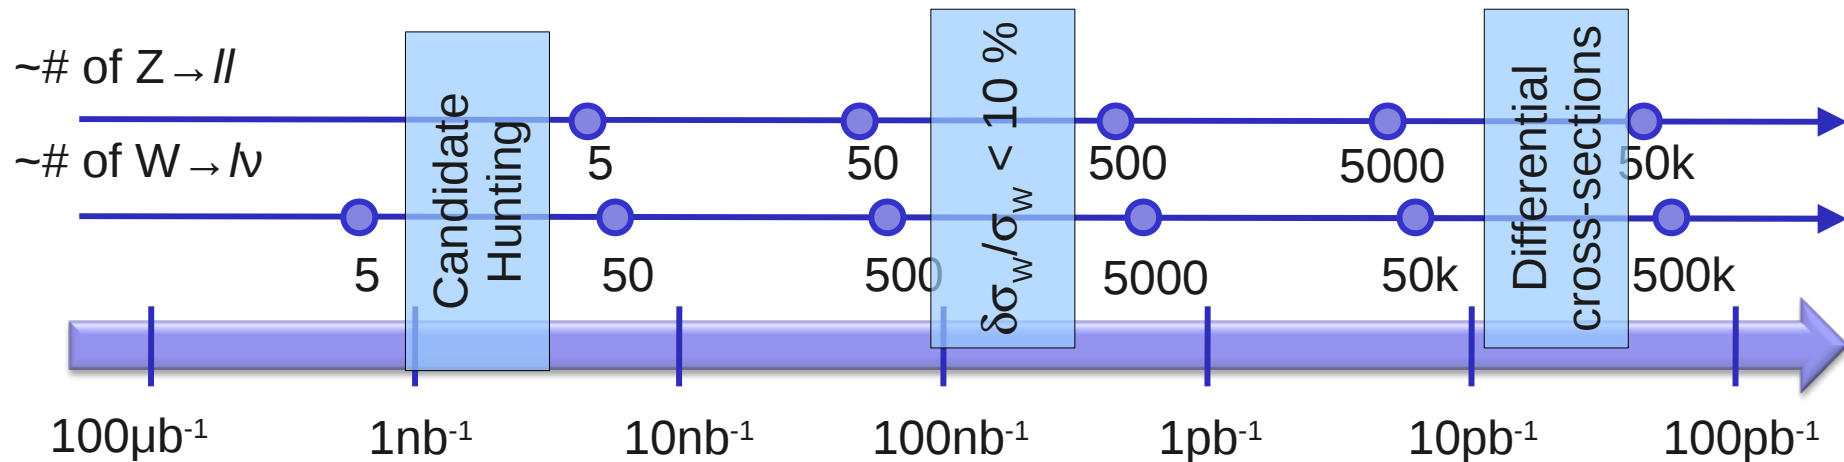 ~# of Z→ll
5 50 500 5000 50k
~# of W→lν
5 50 500 5000 50k 500k
Candidate
Hunting
δσW/σW < 10 %
Differential
cross-sections
100μb-1 1nb-1 10nb-1 100nb-1 1pb-1 10pb-1 100pb-1